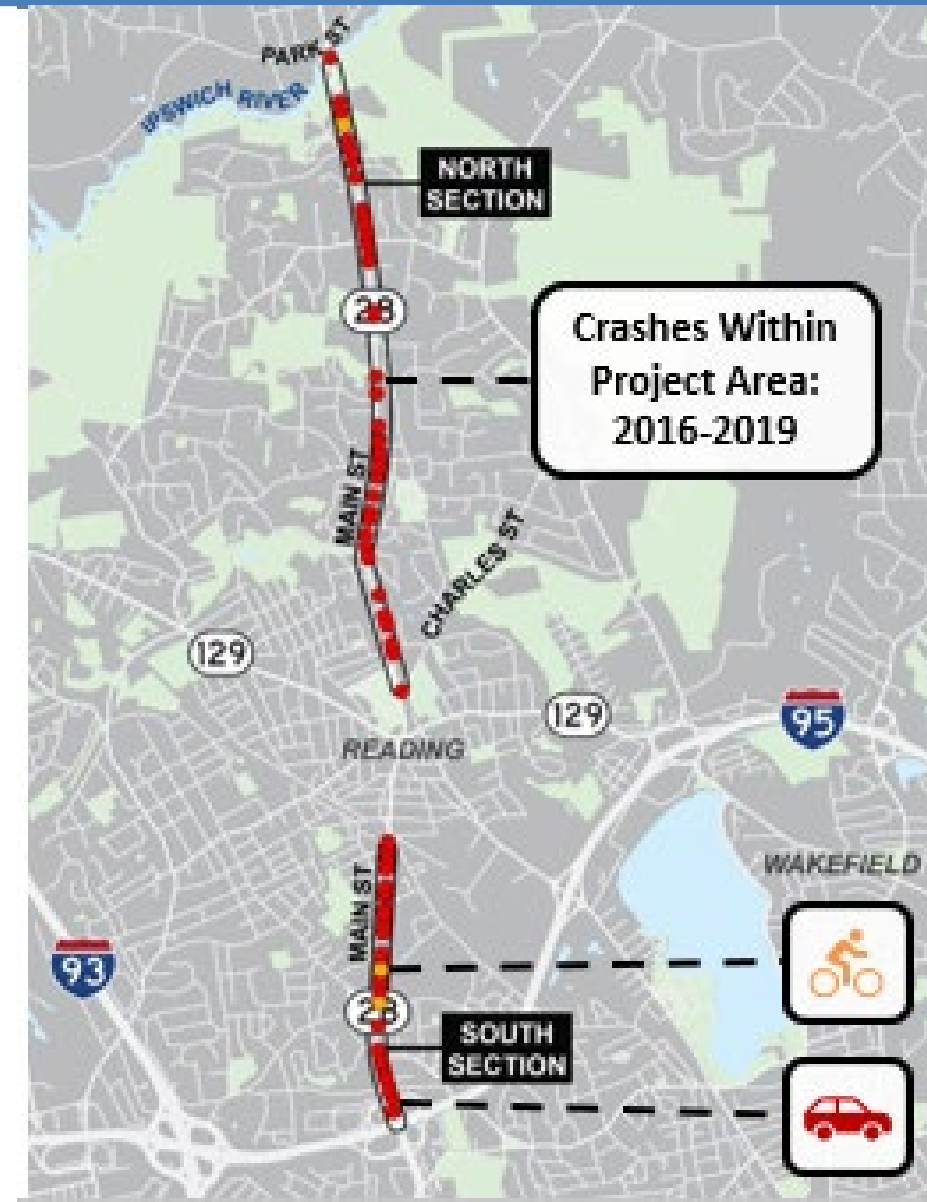 PARK ST
IPSWICH RIVER
NORTH
SECTION
28
Crashes Within
Project Area:
2016-2019
MAIN ST
CHARLES ST
129
129
95
READING
WAKEFIELD
MAIN ST
93
28
SOUTH
SECTION